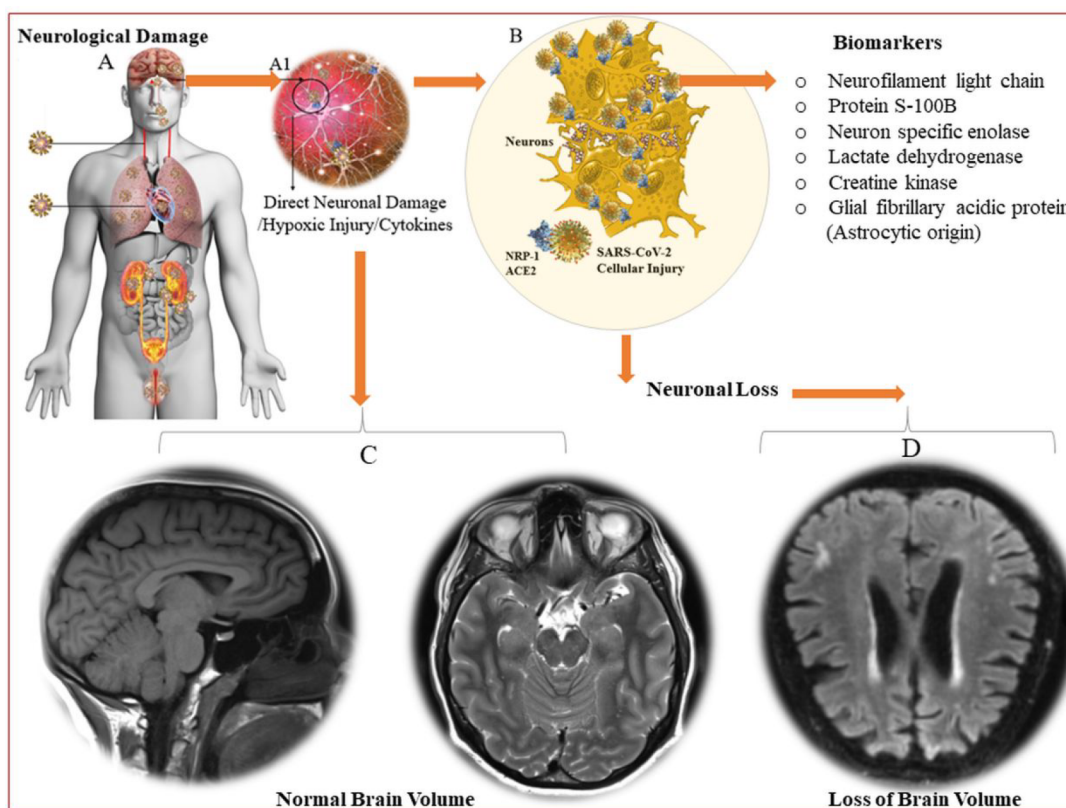 Neurological Damage
A
A1
Direct Neuronal Damage
/Hypoxic Injury/Cytokines
B
Neurons
NRP-1
ACE2
SARS-CoV-2
Cellular Injury
Biomarkers
Neurofilament light chain
Protein S-100B
Neuron specific enolase
Lactate dehydrogenase
Creatine kinase
Glial fibrillary acidic protein
(Astrocytic origin)
Neuronal Loss
C
D
Normal Brain Volume
Loss of Brain Volume